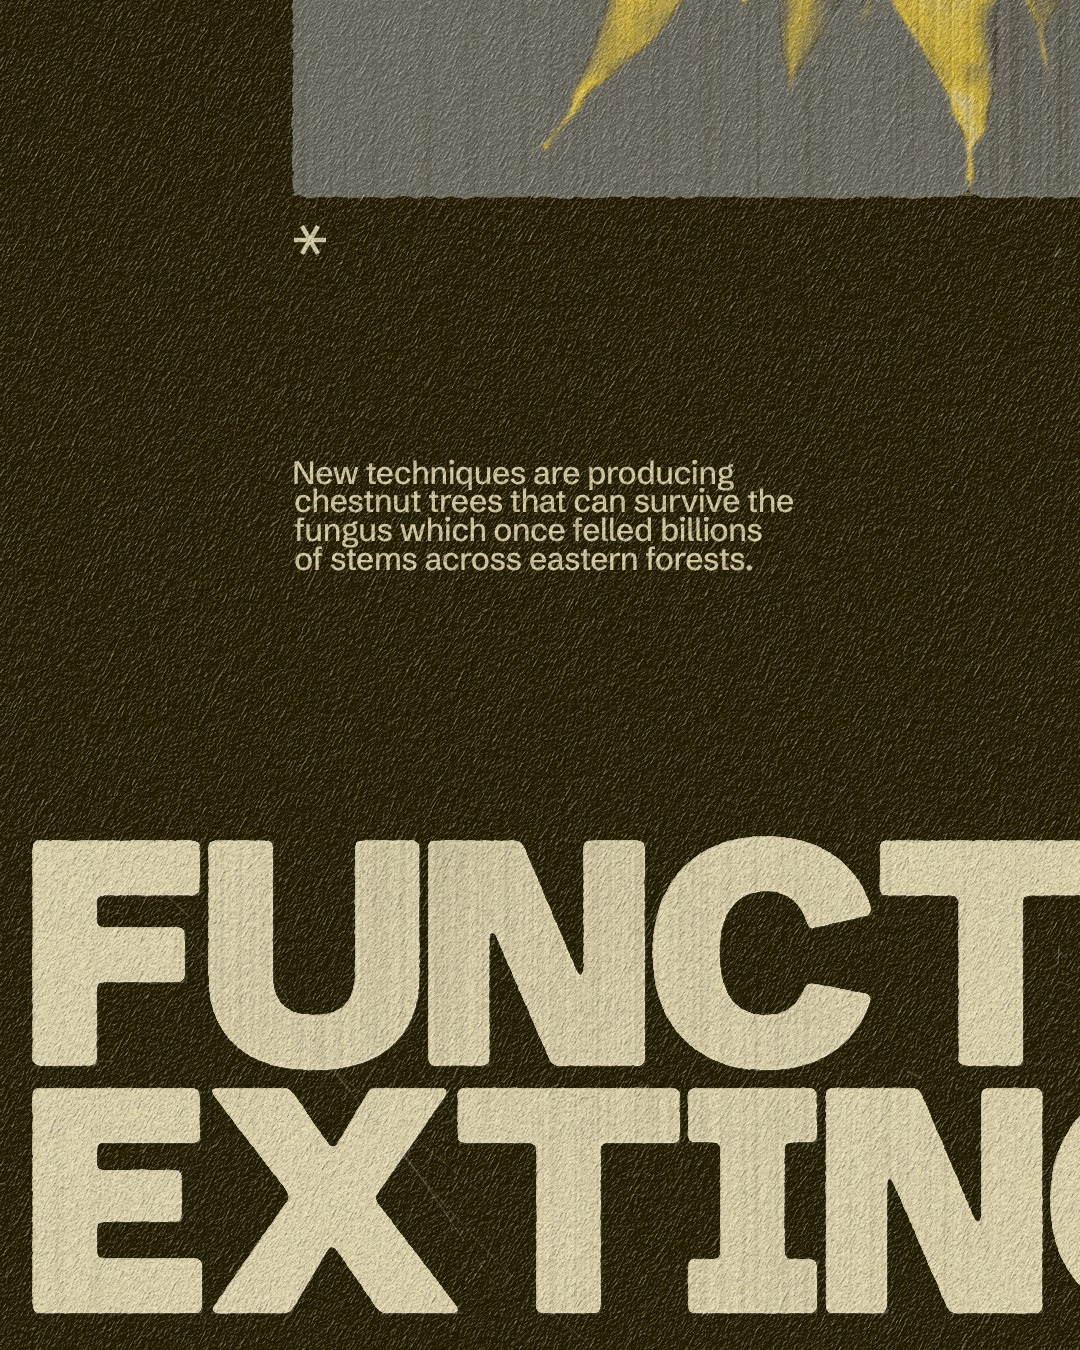 *
New techniques are producing
chestnut trees that can survive the
fungus which once felled billions
of stems across eastern forests.
FUNCT
EXTIN